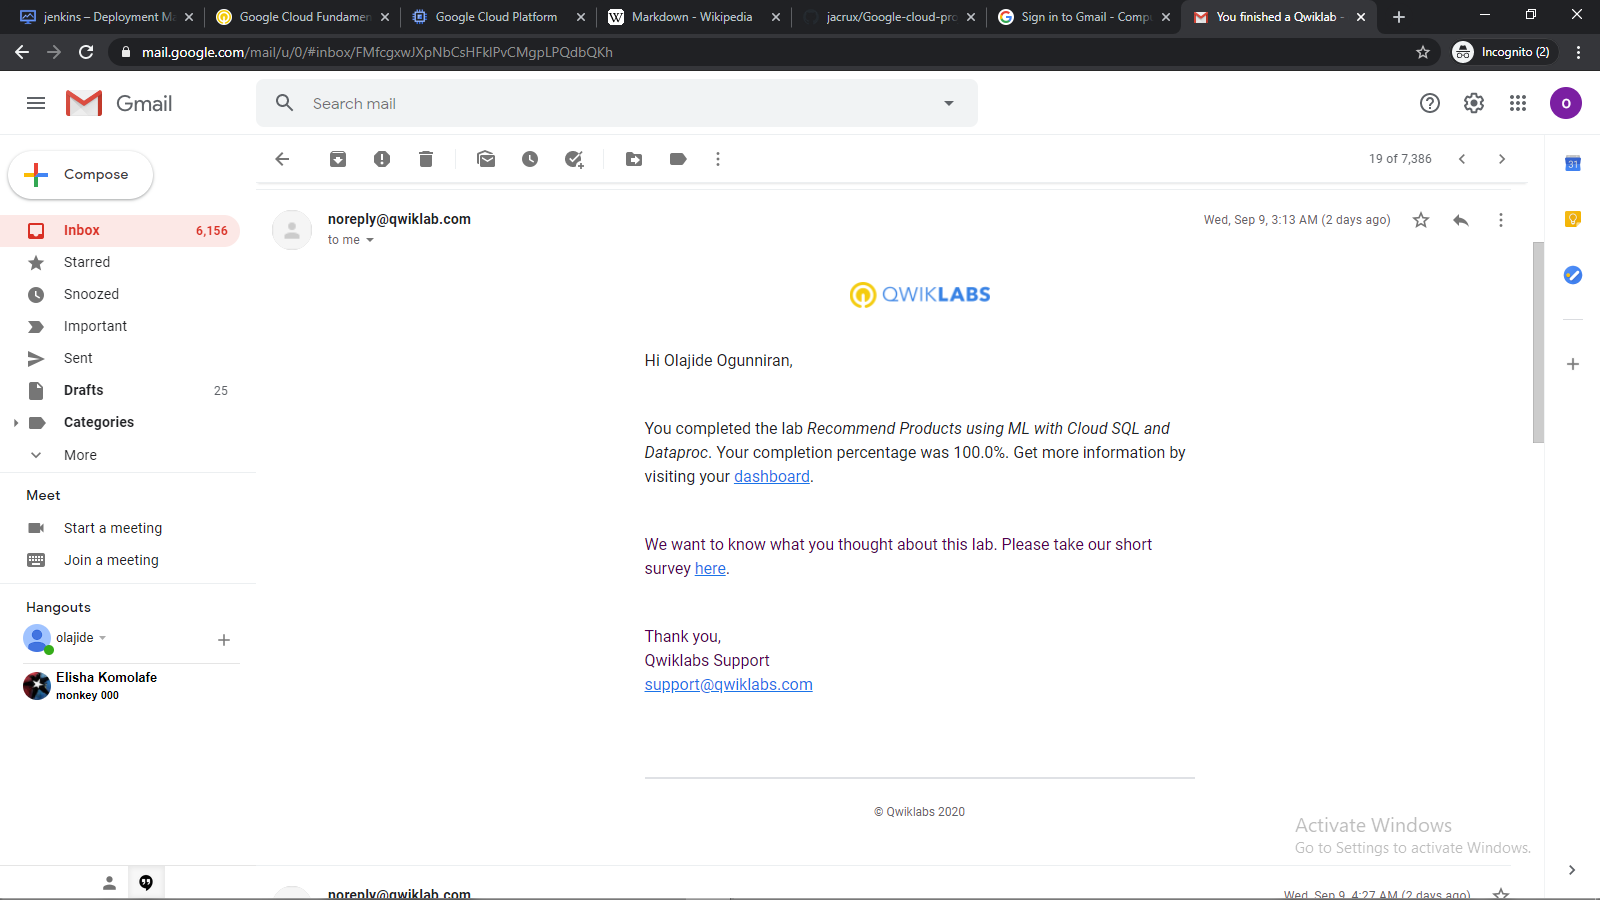 jenkins – Deployment Ma
Google Cloud Fundamen
Google Cloud Platform
Markdown - Wikipedia
jacrux/Google-cloud-pro
Sign in to Gmail - Compu
You finished a Qwiklab -
mail.google.com/mail/u/0/#inbox/FMfcgxwJXpNbCsHFklPvCMgpLPQdbQKh
Incognito (2)
Gmail
Search mail
O
Compose
19 of 7,386
31
Inbox 6,156
Starred
Snoozed
Important
Sent
Drafts 25
Categories
More
Meet
Start a meeting
Join a meeting
Hangouts
olajide
Elisha Komolafe
monkey 000
noreply@qwiklab.com
Wed, Sep 9, 3:13 AM (2 days ago)
to me
QWIKLABS
Hi Olajide Ogunniran,
You completed the lab Recommend Products using ML with Cloud SQL and
Dataproc. Your completion percentage was 100.0%. Get more information by
visiting your dashboard.
We want to know what you thought about this lab. Please take our short
survey here.
Thank you,
Qwiklabs Support
support@qwiklabs.com
© Qwiklabs 2020
Activate Windows
Go to Settings to activate Windows.
noreply@qwiklab.com
Wed, Sep 9, 4:27 AM (2 days ago)